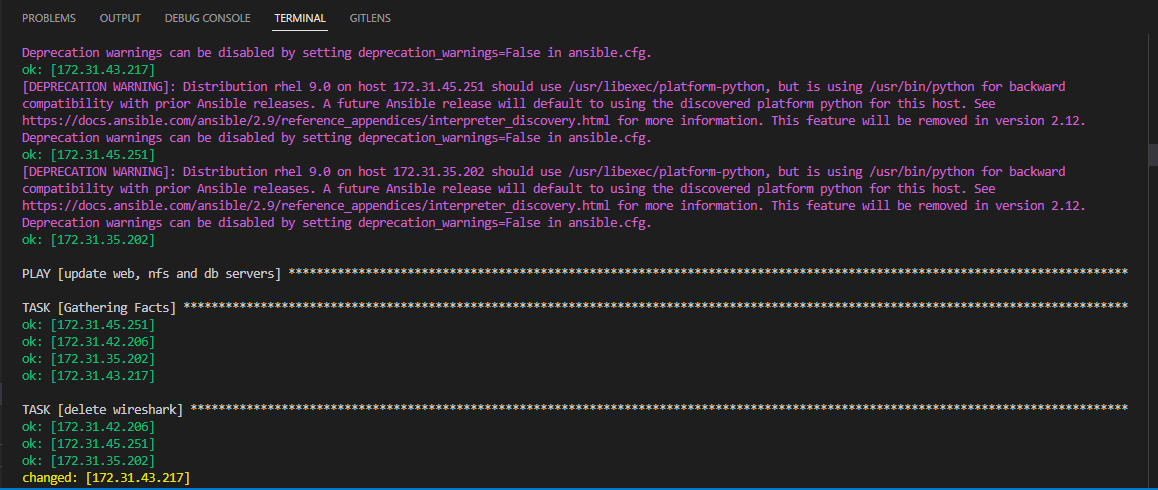 PROBLEMS OUTPUT DEBUG CONSOLE TERMINAL GITLENS
Deprecation warnings can be disabled by setting deprecation_warnings=False in ansible.cfg.
ok: [172.31.43.217]
[DEPRECATION WARNING]: Distribution rhel 9.0 on host 172.31.45.251 should use /usr/libexec/platform-python, but is using /usr/bin/python for backward
compatibility with prior Ansible releases. A future Ansible release will default to using the discovered platform python for this host. See
https://docs.ansible.com/ansible/2.9/reference_appendices/interpreter_discovery.html for more information. This feature will be removed in version 2.12.
Deprecation warnings can be disabled by setting deprecation_warnings=False in ansible.cfg.
ok: [172.31.45.251]
[DEPRECATION WARNING]: Distribution rhel 9.0 on host 172.31.35.202 should use /usr/libexec/platform-python, but is using /usr/bin/python for backward
compatibility with prior Ansible releases. A future Ansible release will default to using the discovered platform python for this host. See
https://docs.ansible.com/ansible/2.9/reference_appendices/interpreter_discovery.html for more information. This feature will be removed in version 2.12.
Deprecation warnings can be disabled by setting deprecation_warnings=False in ansible.cfg.
ok: [172.31.35.202]
PLAY [update web, nfs and db servers] ************************************************************************************************************************
TASK [Gathering Facts] ***************************************************************************************************************************************
ok: [172.31.45.251]
ok: [172.31.42.206]
ok: [172.31.35.202]
ok: [172.31.43.217]
TASK [delete wireshark] **************************************************************************************************************************************
ok: [172.31.42.206]
ok: [172.31.45.251]
ok: [172.31.35.202]
changed: [172.31.43.217]